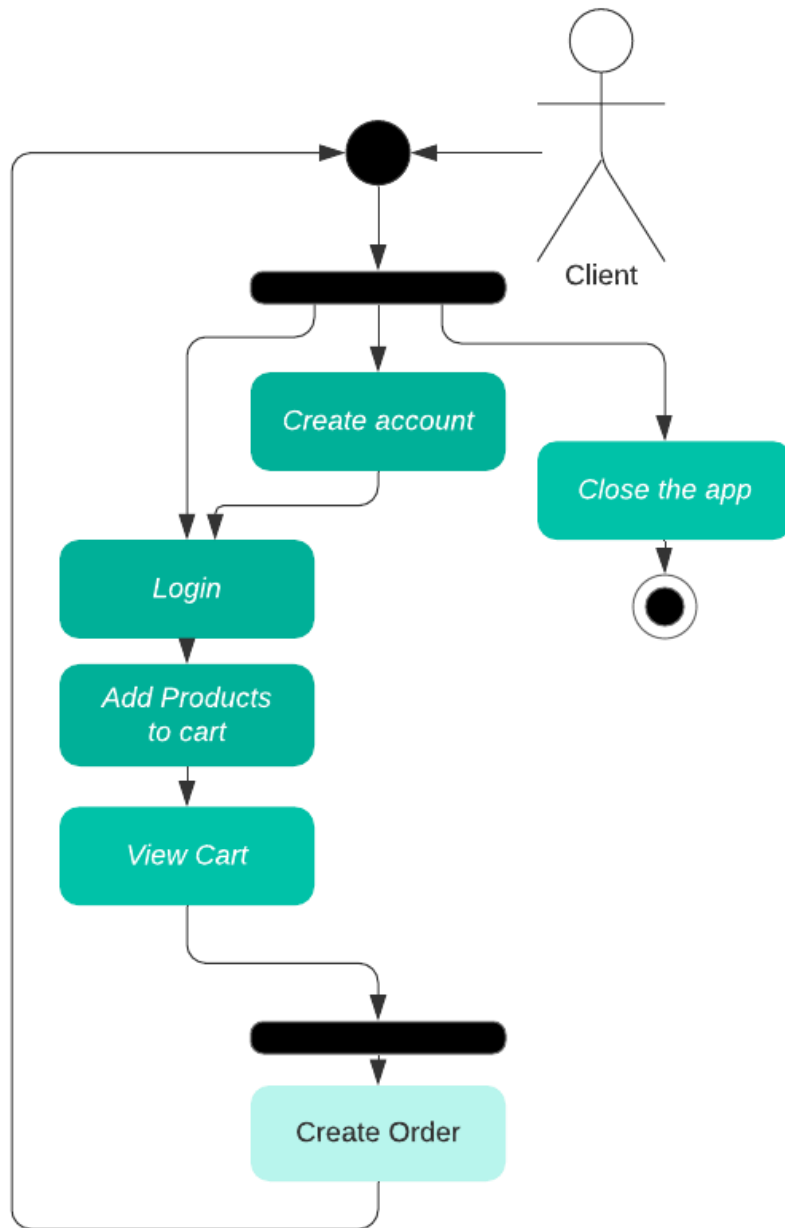 Client
Create account
Close the app
Login
Add Products
to cart
View Cart
Create Order